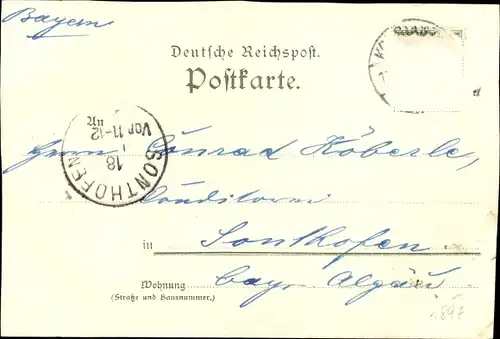 Bayern
Deutsche Reichspost.
Postkarte.
An
Vor 11-12
18
SONTHOFEN
Herrn Conrad Köberle,
Conditorei
in Sonthofen
Wohnung bayr. Algäu
(Straße und Hausnummer.)
1897